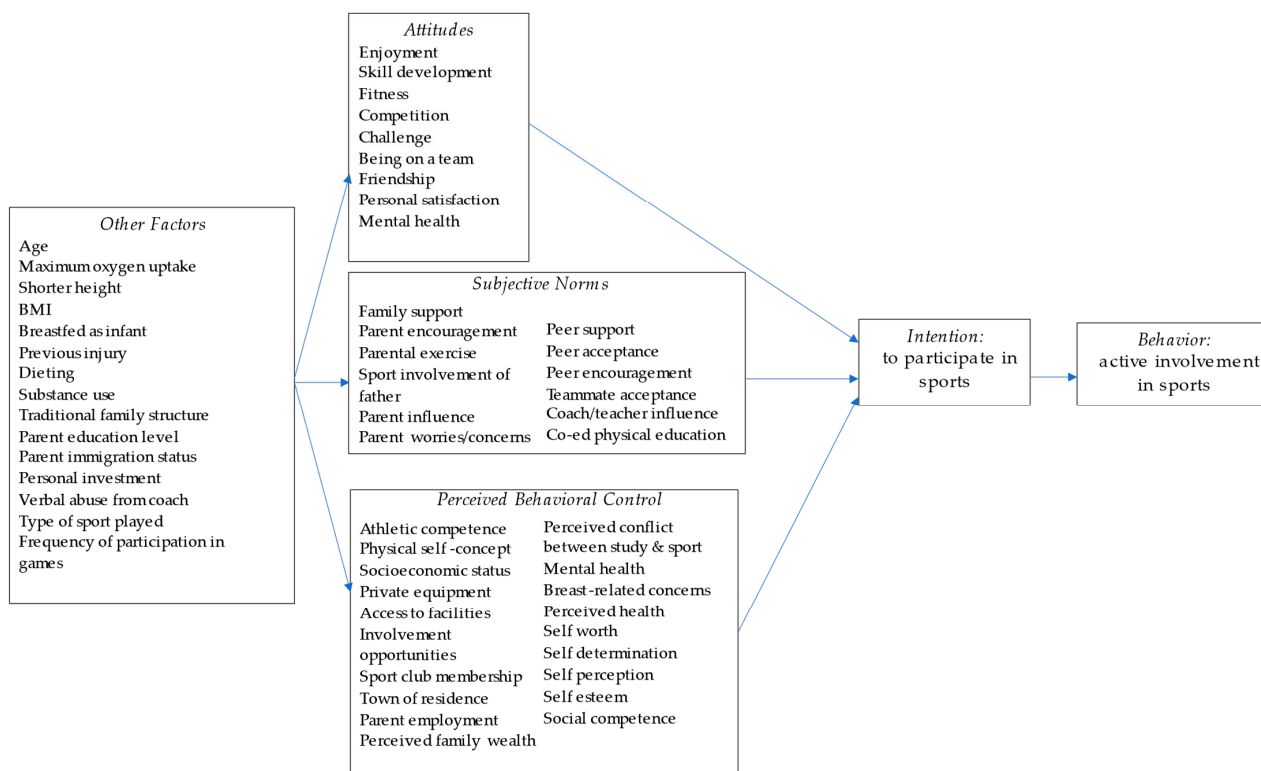 Attitudes
Enjoyment
Skill development
Fitness
Competition
Challenge
Being on a team
Friendship
Personal satisfaction
Mental health
Other Factors
Age
Maximum oxygen uptake
Shorter height
BMI
Breastfed as infant
Previous injury
Dieting
Substance use
Traditional family structure
Parent education level
Parent immigration status
Personal investment
Verbal abuse from coach
Type of sport played
Frequency of participation in
games
Subjective Norms
Family support
Parent encouragement
Parental exercise
Sport involvement of
father
Parent influence
Parent worries/concerns
Peer support
Peer acceptance
Peer encouragement
Teammate acceptance
Coach/teacher influence
Co-ed physical education
Perceived Behavioral Control
Athletic competence
Physical self -concept
Socioeconomic status
Private equipment
Access to facilities
Involvement
opportunities
Sport club membership
Town of residence
Parent employment
Perceived family wealth
Perceived conflict
between study & sport
Mental health
Breast-related concerns
Perceived health
Self worth
Self determination
Self perception
Self esteem
Social competence
Intention:
to participate in
sports
Behavior:
active involvement
in sports